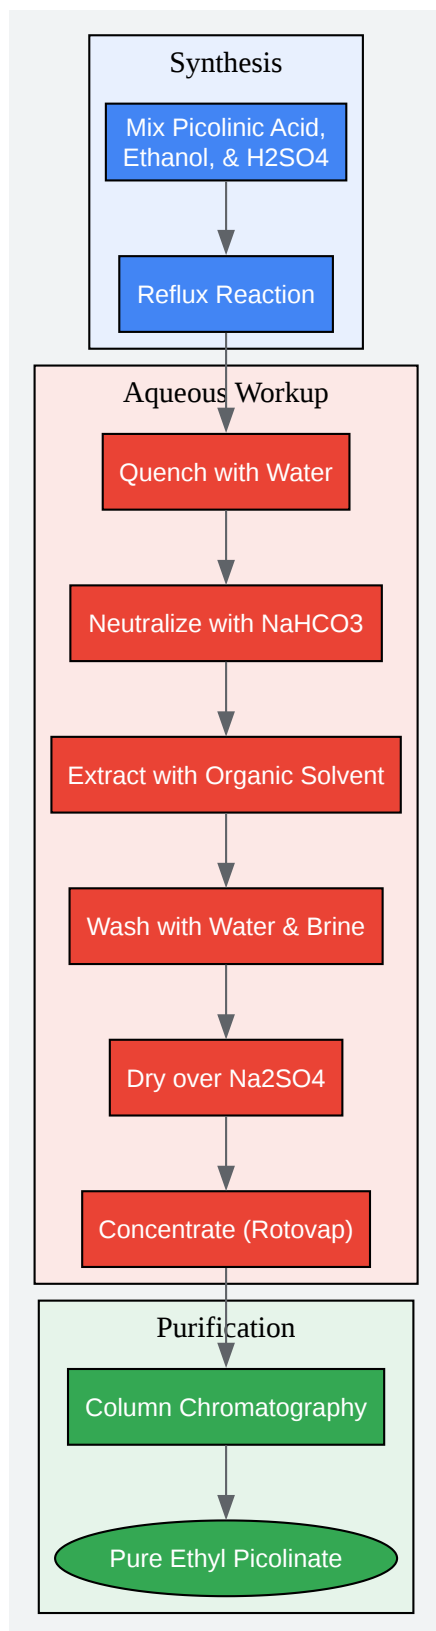 Synthesis
Mix Picolinic Acid,
Ethanol, & H2SO4
Reflux Reaction
Aqueous Workup
Quench with Water
Neutralize with NaHCO3
Extract with Organic Solvent
Wash with Water & Brine
Dry over Na2SO4
Concentrate (Rotovap)
Purification
Column Chromatography
Pure Ethyl Picolinate